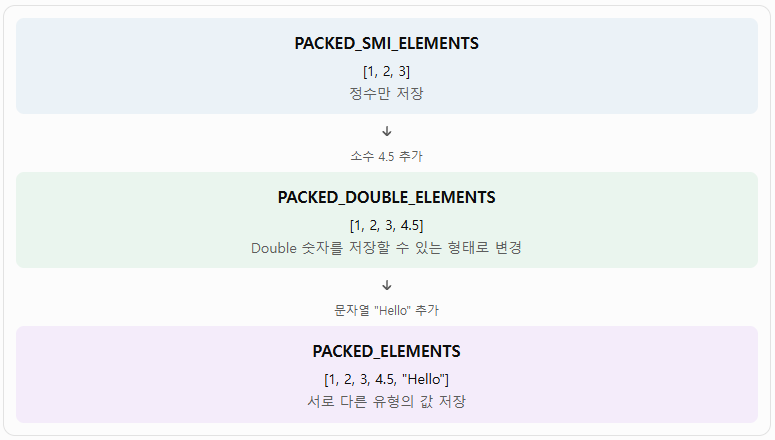 PACKED_SMI_ELEMENTS
[1, 2, 3]
정수만 저장
↓
소수 4.5 추가
PACKED_DOUBLE_ELEMENTS
[1, 2, 3, 4.5]
Double 숫자를 저장할 수 있는 형태로 변경
↓
문자열 "Hello" 추가
PACKED_ELEMENTS
[1, 2, 3, 4.5, "Hello"]
서로 다른 유형의 값 저장